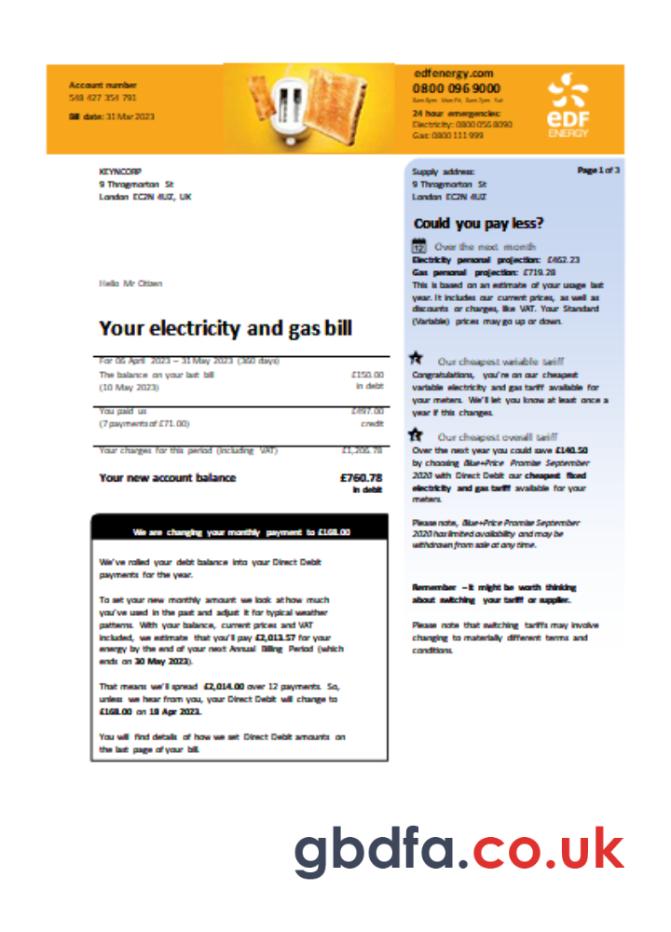 Account number
548 427 354 791
Bill date: 31 Mar 2023
edfenergy.com
0800 096 9000
8am-8pm Mon-Fri, 8am-2pm Sat
24 hour emergencies:
Electricity: 0800 056 8090
Gas: 0800 111 999
eDF
ENERGY
KEYNCORP
9 Throgmorton St
London EC2N 4UZ, UK
Hello Mr Citizen
Your electricity and gas bill
For 06 April 2023 – 31 May 2023 (360 days)
The balance on your last bill £150.00
(10 May 2023) in debit
You paid us £497.00
(7 payments of £71.00) credit
Your charges for this period (including VAT) £1,206.78
Your new account balance £760.78
in debit
We are changing your monthly payment to £168.00
We've rolled your debt balance into your Direct Debit
payments for the year.
To set your new monthly amount we look at how much
you've used in the past and adjust it for typical weather
patterns. With your balance, current prices and VAT
included, we estimate that you'll pay £2,013.57 for your
energy by the end of your next Annual Billing Period (which
ends on 30 May 2023).
That means we'll spread £2,014.00 over 12 payments. So,
unless we hear from you, your Direct Debit will change to
£168.00 on 18 Apr 2023.
You will find details of how we set Direct Debit amounts on
the last page of your bill.
Supply address: Page 1 of 3
9 Throgmorton St
London EC2N 4UZ, UK
Could you pay less?
12 Over the next month
Electricity personal projection: £462.23
Gas personal projection: £719.28
This is based on an estimate of your usage last
year. It includes our current prices, as well as
discounts or charges, like VAT. Your Standard
(Variable) prices may go up or down.
Our cheapest variable tariff
Congratulations, you're on our cheapest
variable electricity and gas tariff available for
your meters. We'll let you know at least once a
year if this changes.
Our cheapest overall tariff
Over the next year you could save £140.50
by choosing Blue+Price Promise September
2020 with Direct Debit our cheapest fixed
electricity and gas tariff available for your
meters.
Please note, Blue+Price Promise September
2020 has limited availability and may be
withdrawn from sale at any time.
Remember – it might be worth thinking
about switching your tariff or supplier.
Please note that switching tariffs may involve
changing to materially different terms and
conditions.
gbdfa.co.uk